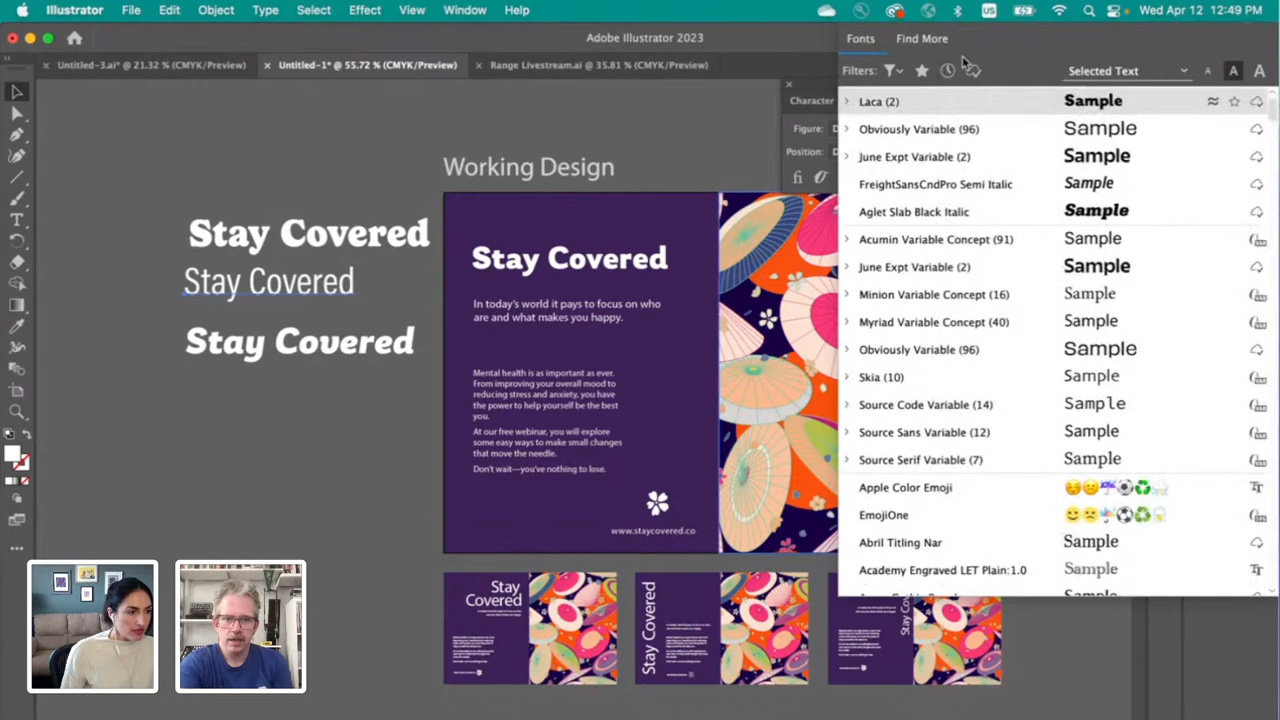 Illustrator File Edit Object Type Select Effect View Window Help
US
Wed Apr 12 12:49 PM
Adobe Illustrator 2023
Untitled-3.ai* @ 21.32 % (CMYK/Preview)
Untitled-1* @ 55.72 % (CMYK/Preview)
Range Livestream.ai @ 35.81 % (CMYK/Preview)
Character
Figure:
Position:
Fonts Find More
Filters:
Selected Text
A A A
Laca (2) Sample
Obviously Variable (96) Sample
June Expt Variable (2) Sample
FreightSansCndPro Semi Italic Sample
Aglet Slab Black Italic Sample
Acumin Variable Concept (91) Sample
June Expt Variable (2) Sample
Minion Variable Concept (16) Sample
Myriad Variable Concept (40) Sample
Obviously Variable (96) Sample
Skia (10) Sample
Source Code Variable (14) Sample
Source Sans Variable (12) Sample
Source Serif Variable (7) Sample
Apple Color Emoji
EmojiOne
Abril Titling Nar Sample
Academy Engraved LET Plain:1.0 Sample
Stay Covered
Stay Covered
Stay Covered
Working Design
Stay Covered
In today's world it pays to focus on who
are and what makes you happy.
Mental health is as important as ever.
From improving your overall mood to
reducing stress and anxiety, you have
the power to help yourself be the best
you.
At our free webinar, you will explore
some easy ways to make small changes
that move the needle.
Don't wait—you've nothing to lose.
www.staycovered.co
Stay
Covered
Stay Covered